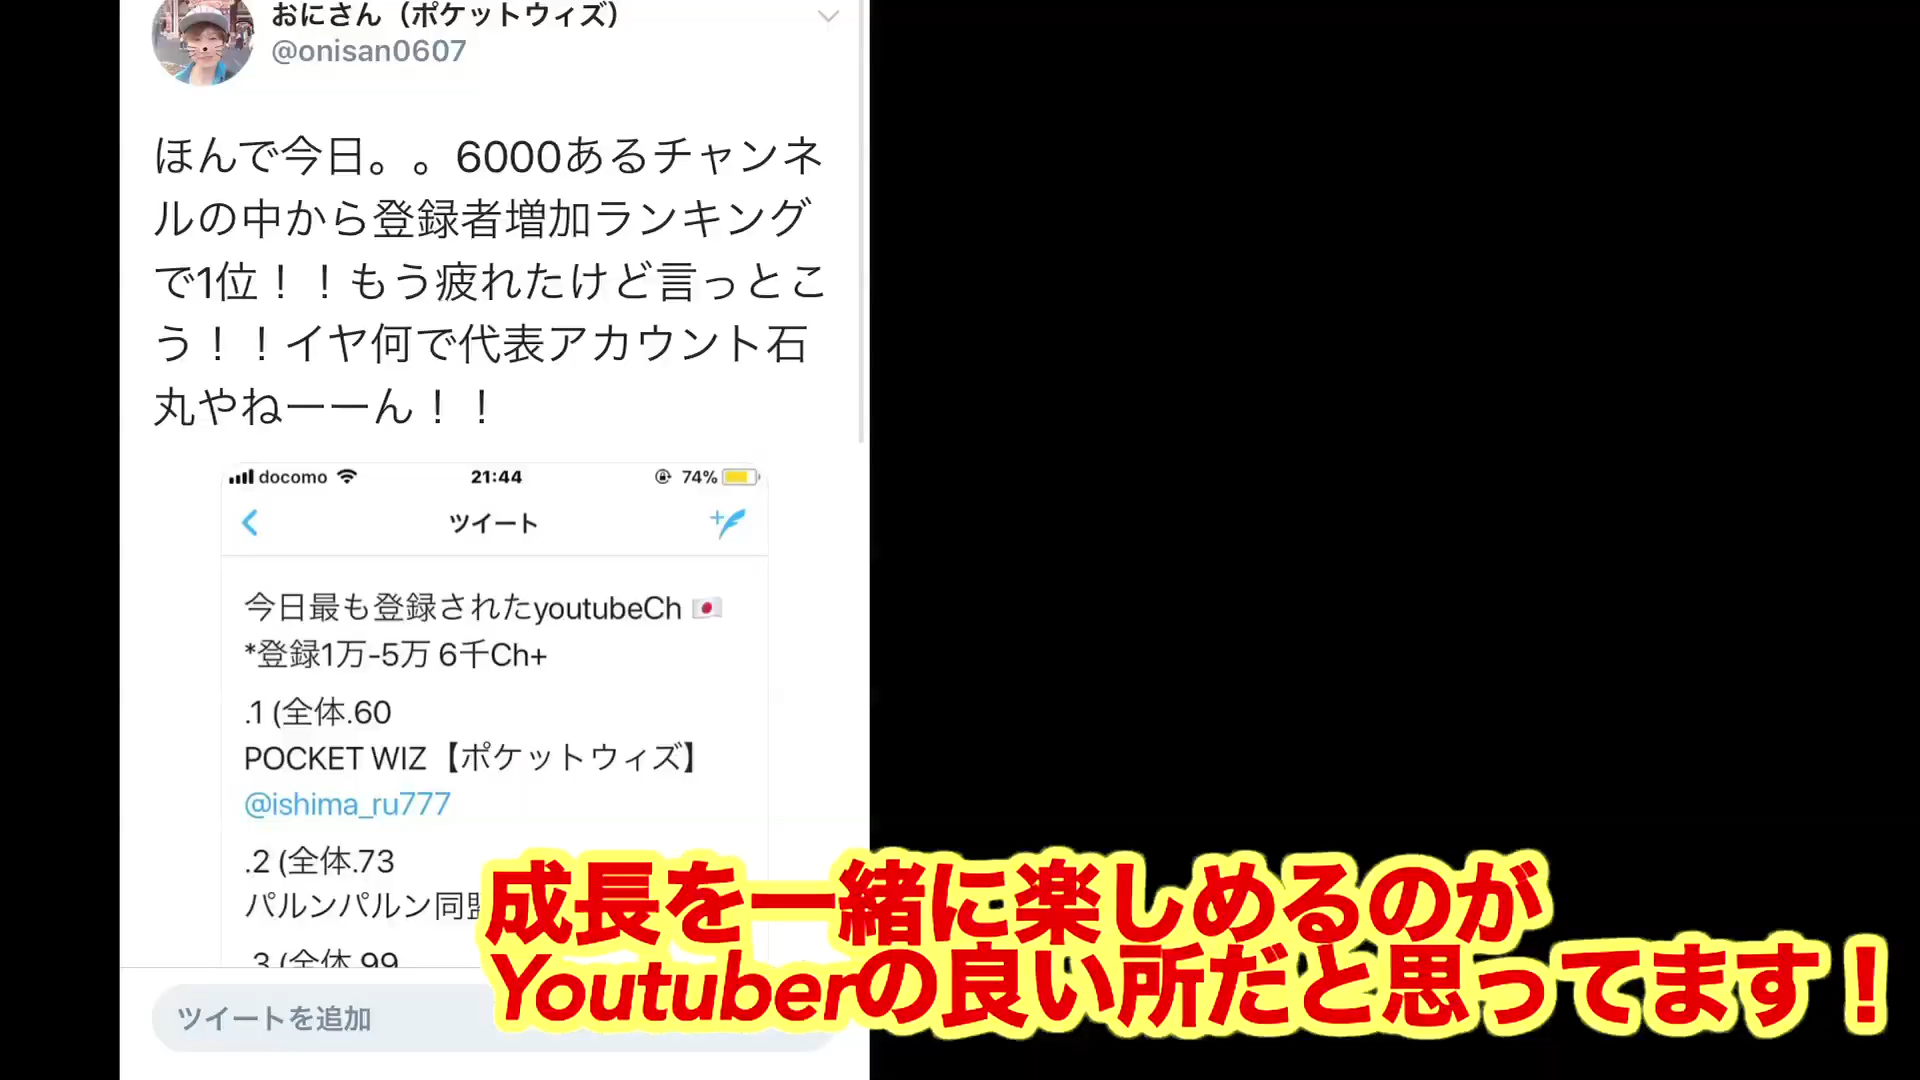 おにさん（ポケットウィズ）
@onisan0607
ほんで今日。。6000あるチャンネ
ルの中から登録者増加ランキング
で1位！！もう疲れたけど言っとこ
う！！イヤ何で代表アカウント石
丸やねーーん！！
docomo 21:44 74%
ツイート
今日最も登録されたyoutubeCh 🇯🇵
*登録1万-5万 6千Ch+
.1 (全体.60
POCKET WIZ【ポケットウィズ】
@ishima_ru777
.2 (全体.73
パルンパルン同盟
.3 (全体.99
成長を一緒に楽しめるのが
Youtuberの良い所だと思ってます！
ツイートを追加